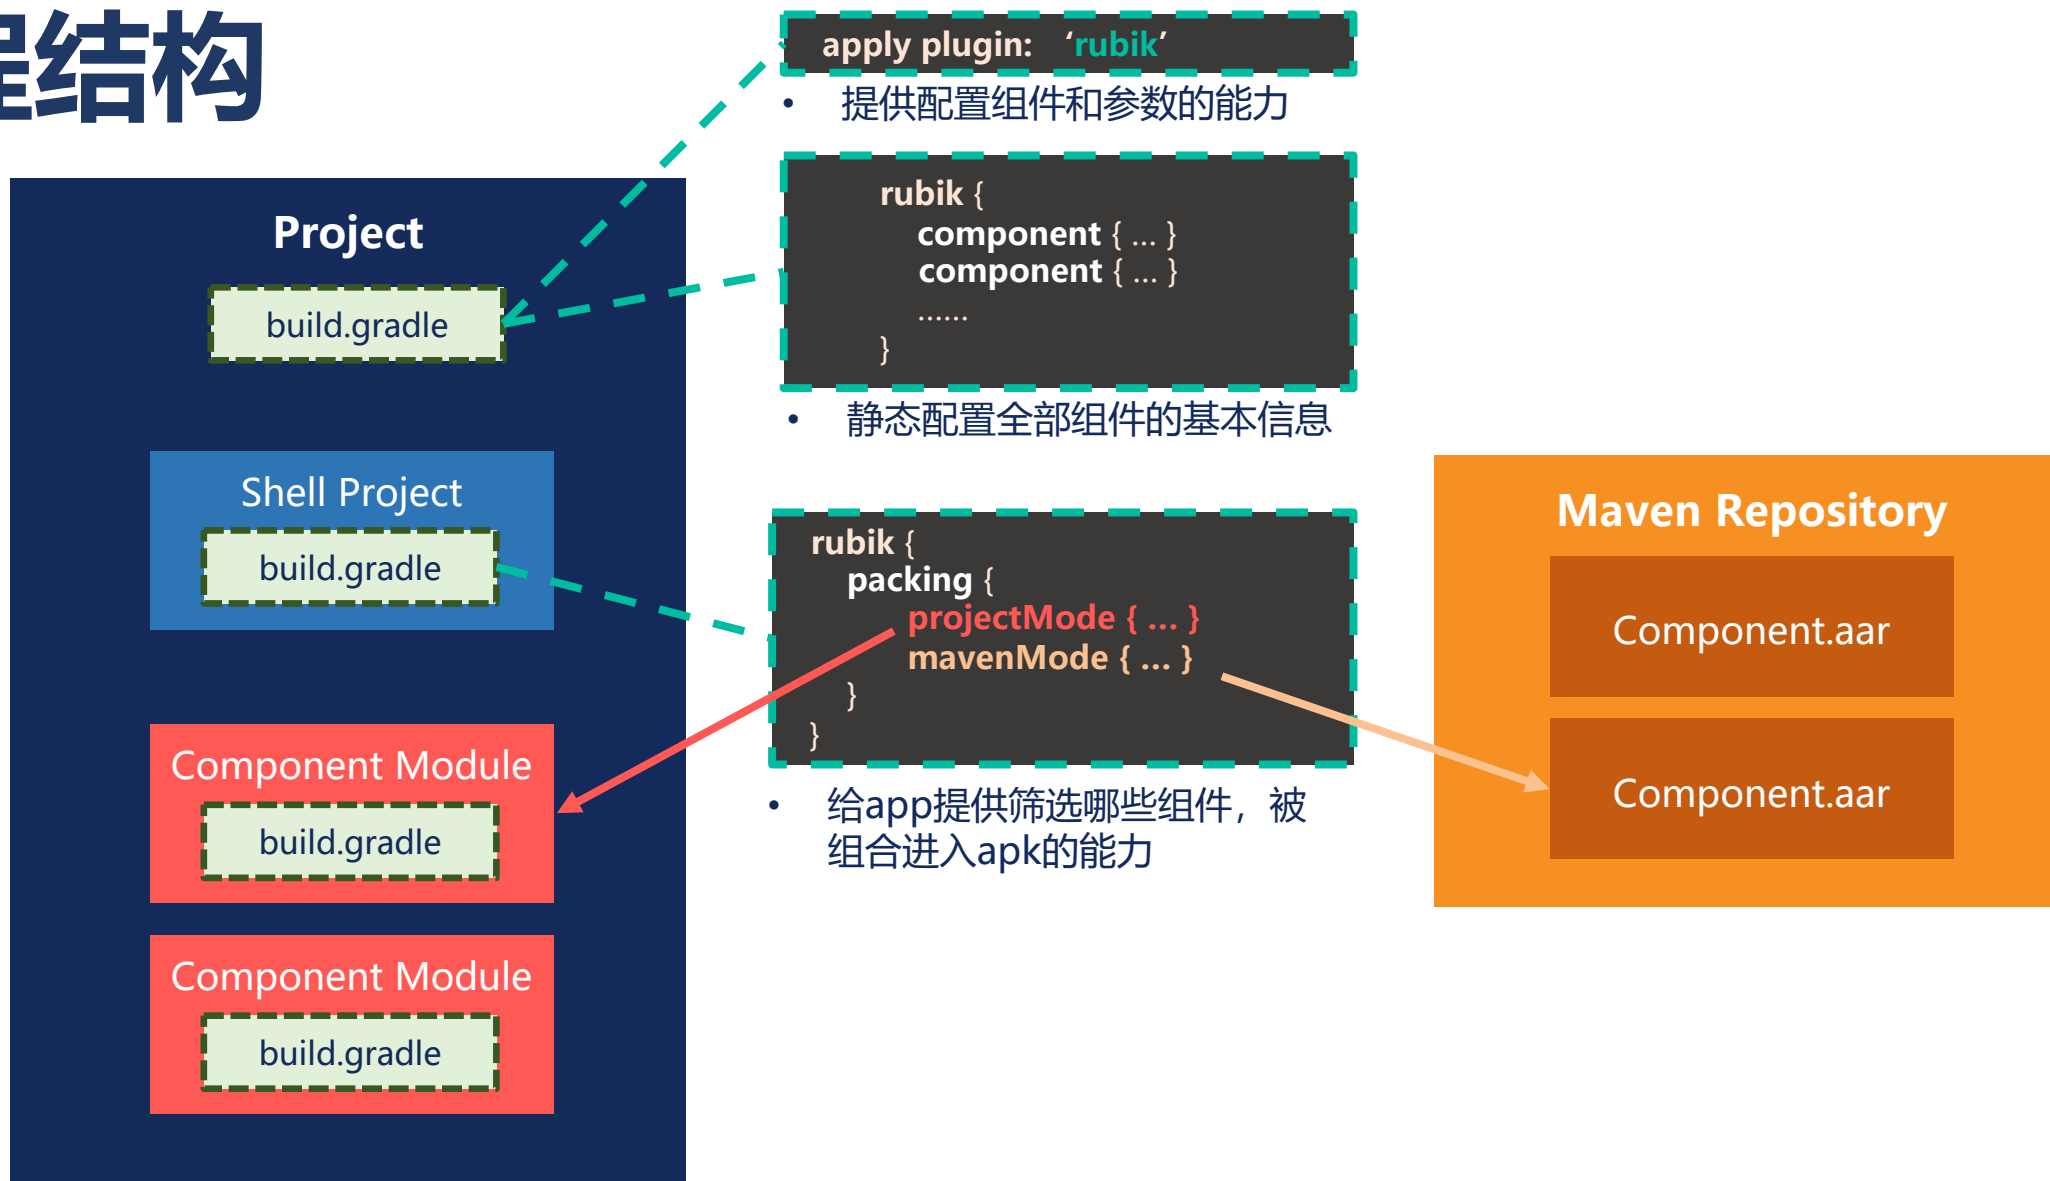 程结构
Project
build.gradle
Shell Project
build.gradle
Component Module
build.gradle
Component Module
build.gradle
apply plugin: ‘rubik’
• 提供配置组件和参数的能力
rubik {
component { ... }
component { ... }
......
}
• 静态配置全部组件的基本信息
rubik {
packing {
projectMode { ... }
mavenMode { ... }
}
}
• 给app提供筛选哪些组件，被
组合进入apk的能力
Maven Repository
Component.aar
Component.aar